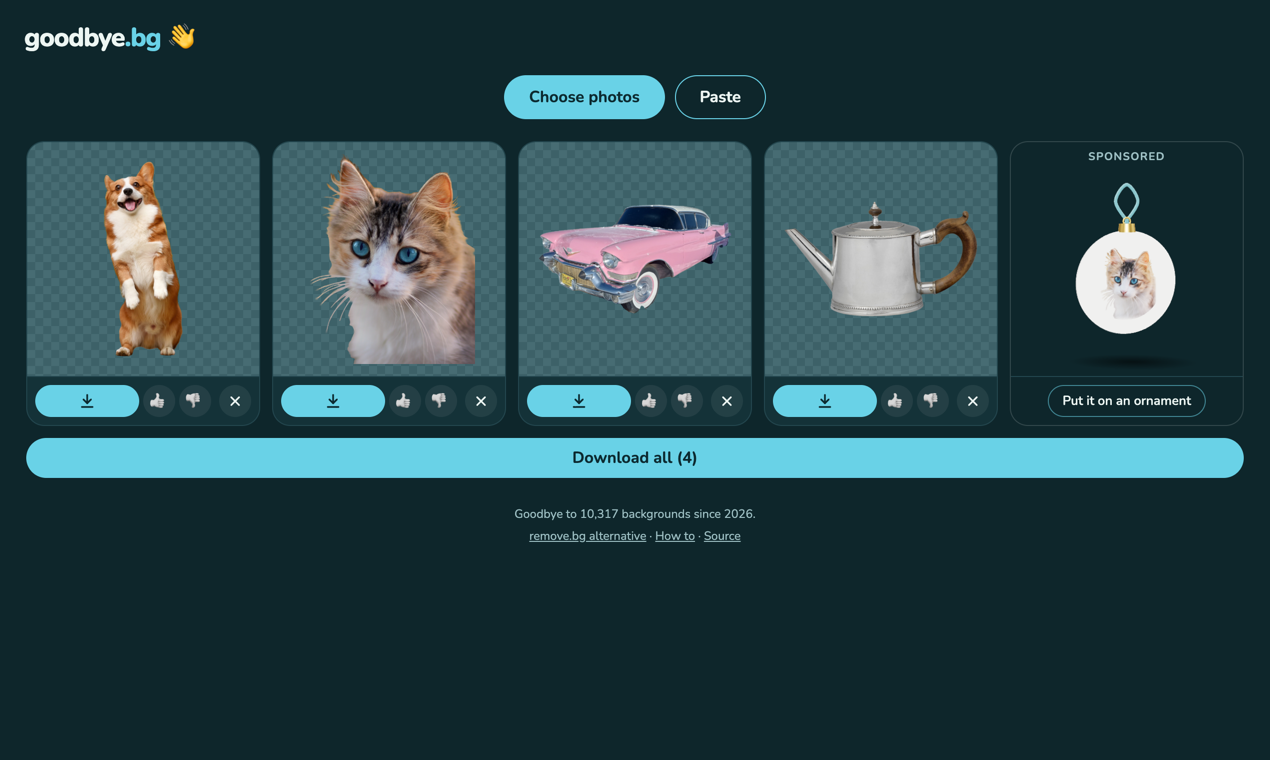 goodbye.bg
Choose photos
Paste
SPONSORED
Put it on an ornament
Download all (4)
Goodbye to 10,317 backgrounds since 2026.
remove.bg alternative · How to · Source